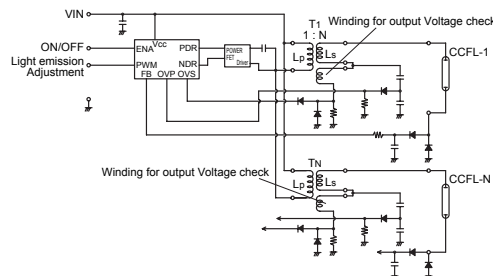 VIN
T1
1 : N
Winding for output Voltage check
Vcc
ON/OFF
ENA
PDR
POWER
FET
Driver
CCFL-1
Light emission
Adjustment
PWM
NDR
Lp
Ls
FB OVP OVS
TN
Winding for output Voltage check
Lp
Ls
CCFL-N